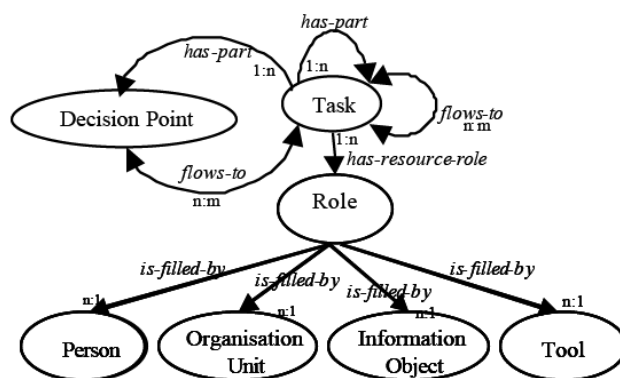 has-part
has-part
1:n
1:n
Decision Point
Task
flows-to
n:m
1:n
flows-to
n:m
has-resource-role
Role
is-filled-by
is-filled-by
is-filled-by
is-filled-by
n:1
n:1
n:1
n:1
Person
Organisation
Unit
Information
Object
Tool